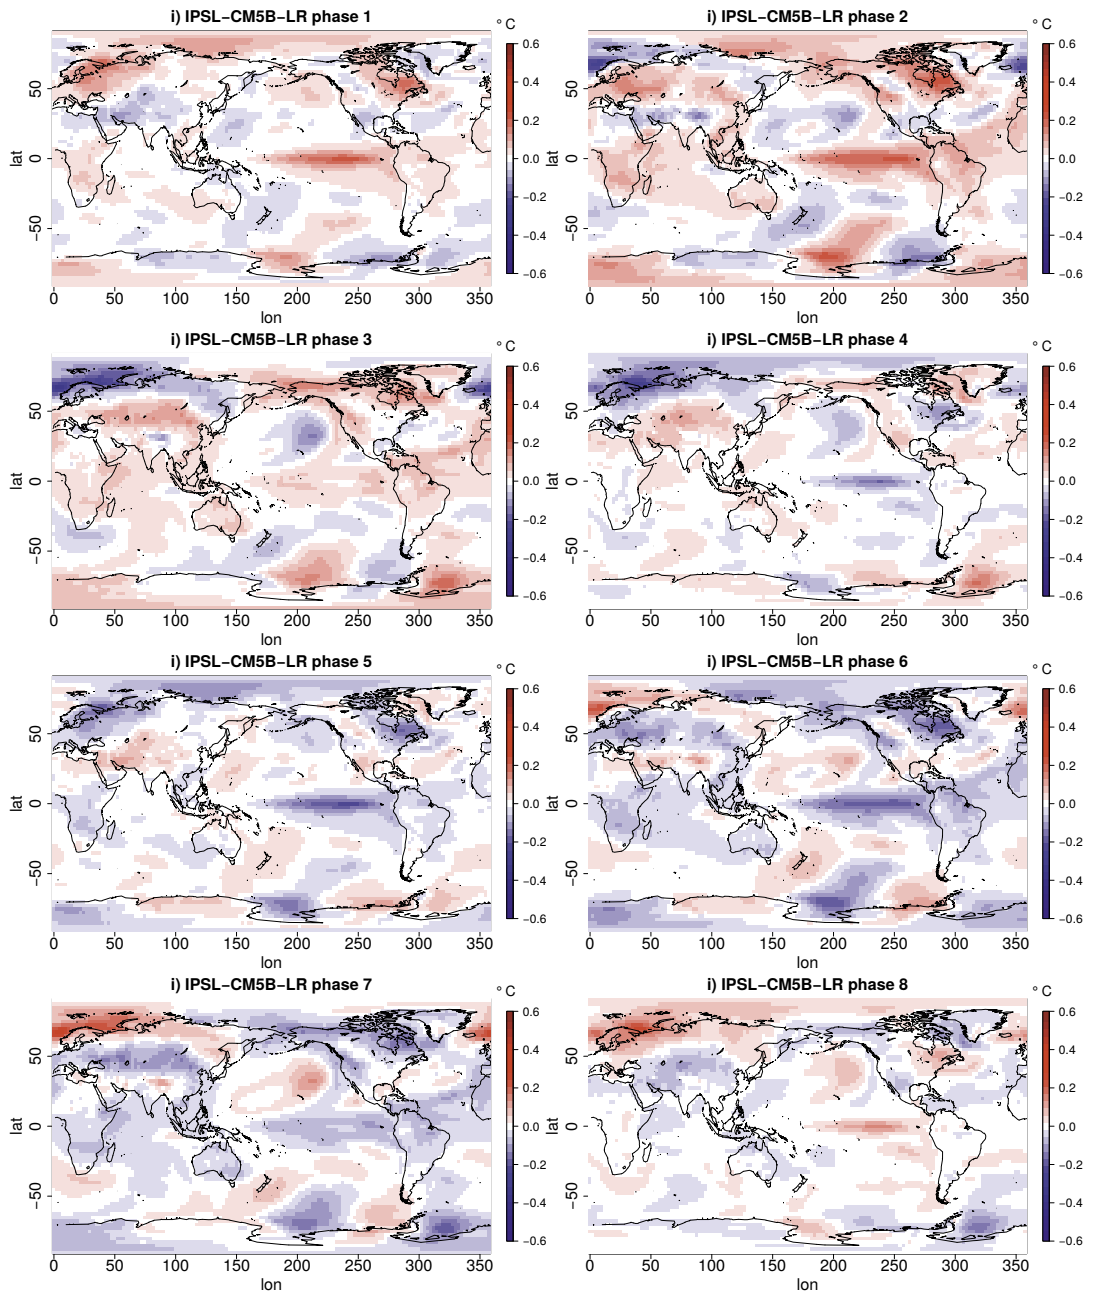 i) IPSL−CM5B−LR phase 1
° C
0.6
0.4
0.2
0.0
−0.2
−0.4
−0.6
lat
50
0
−50
0 50 100 150 200 250 300 350
lon
i) IPSL−CM5B−LR phase 2
° C
0.6
0.4
0.2
0.0
−0.2
−0.4
−0.6
lat
50
0
−50
0 50 100 150 200 250 300 350
lon
i) IPSL−CM5B−LR phase 3
° C
0.6
0.4
0.2
0.0
−0.2
−0.4
−0.6
lat
50
0
−50
0 50 100 150 200 250 300 350
lon
i) IPSL−CM5B−LR phase 4
° C
0.6
0.4
0.2
0.0
−0.2
−0.4
−0.6
lat
50
0
−50
0 50 100 150 200 250 300 350
lon
i) IPSL−CM5B−LR phase 5
° C
0.6
0.4
0.2
0.0
−0.2
−0.4
−0.6
lat
50
0
−50
0 50 100 150 200 250 300 350
lon
i) IPSL−CM5B−LR phase 6
° C
0.6
0.4
0.2
0.0
−0.2
−0.4
−0.6
lat
50
0
−50
0 50 100 150 200 250 300 350
lon
i) IPSL−CM5B−LR phase 7
° C
0.6
0.4
0.2
0.0
−0.2
−0.4
−0.6
lat
50
0
−50
0 50 100 150 200 250 300 350
lon
i) IPSL−CM5B−LR phase 8
° C
0.6
0.4
0.2
0.0
−0.2
−0.4
−0.6
lat
50
0
−50
0 50 100 150 200 250 300 350
lon